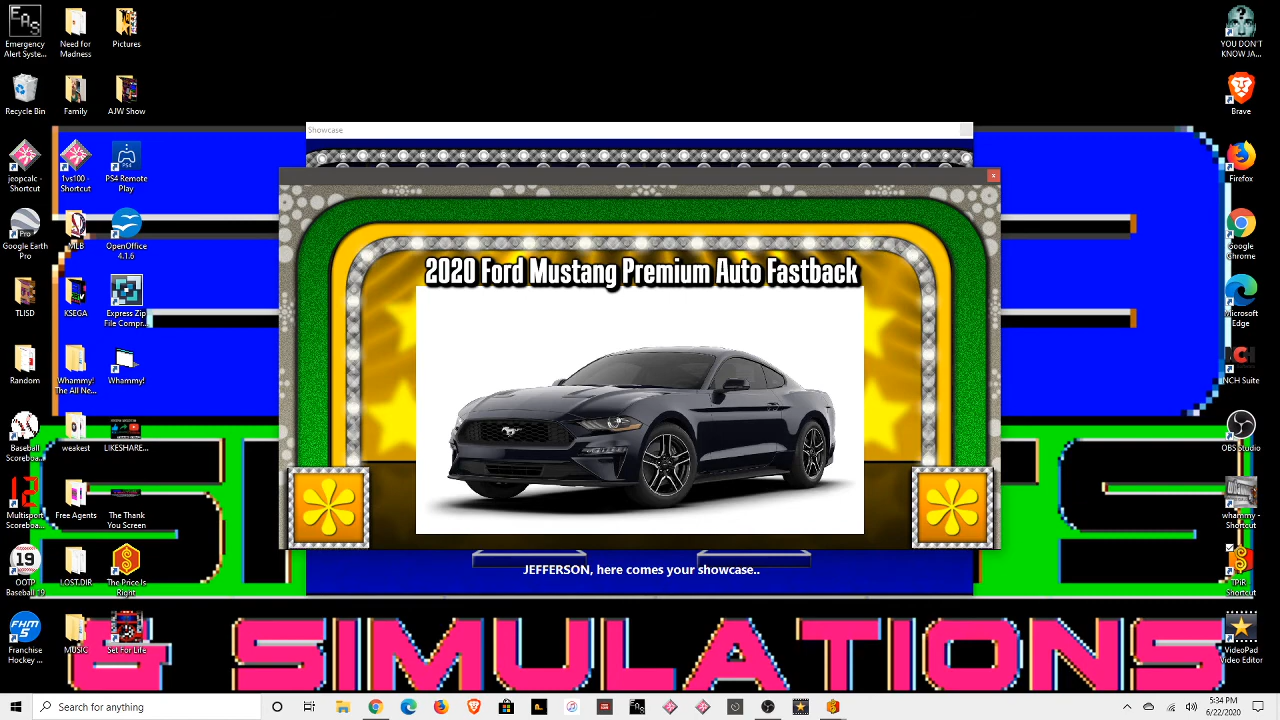 Emergency
Alert Syste...
Need for
Madness
Pictures
Recycle Bin
Family
AJW Show
jeopolic -
Shortcut
1vs100 -
Shortcut
PS4 Remote
Play
Google Earth
Pro
MLB
OpenOffice
4.1.6
TLISD
KSEGA
Express Zip
File Compr...
Random
Whammy!
The All Ne...
Whammy!
Baseball
Scoreboa...
weakest
LIKESHARE...
Multisport
Scoreboa...
Free Agents
The Thank
You Screen
OOTP
Baseball 19
LOST.DIR
The Price Is
Right
Franchise
Hockey ...
MUSIC
Set For Life
Showcase
2020 Ford Mustang Premium Auto Fastback
JEFFERSON, here comes your showcase..
& SIMULATIONS
YOU DON'T
KNOW JA...
Brave
Firefox
Google
Chrome
Microsoft
Edge
NCH Suite
OBS Studio
whammy -
Shortcut
TPiR
Shortcut
VideoPad
Video Editor
Search for anything
5:34 PM
6/22/2020